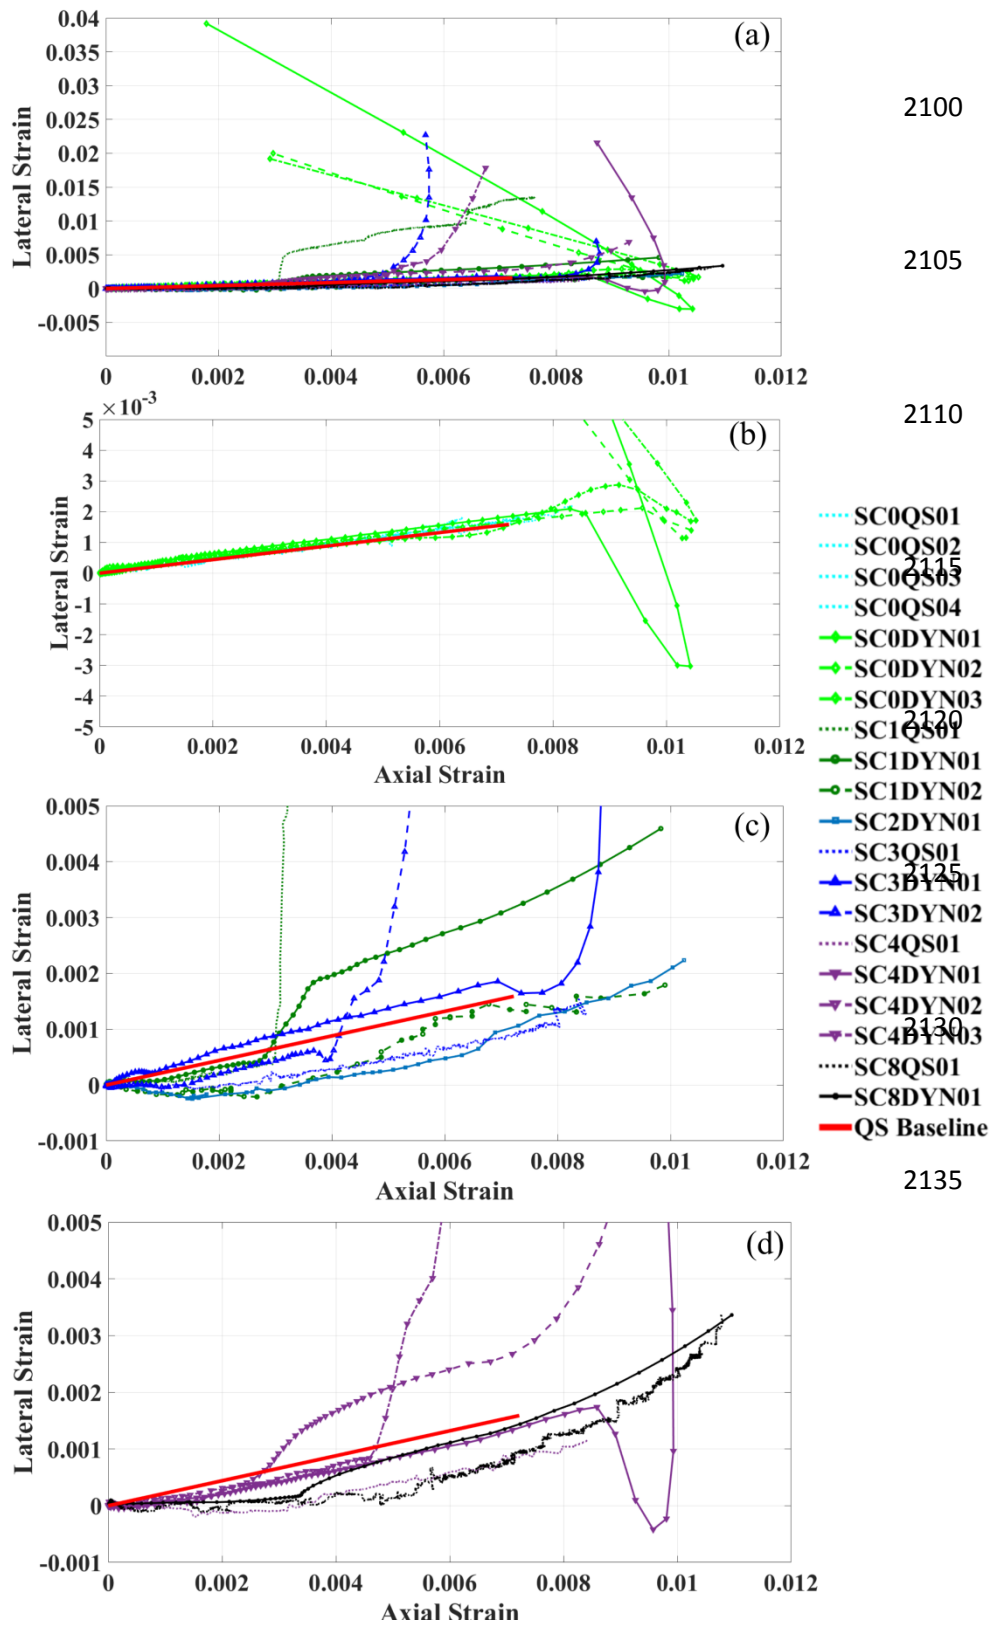 (a)
0.04
0.035
0.03
0.025
0.02
0.015
0.01
0.005
0
-0.005
Lateral Strain
0 0.002 0.004 0.006 0.008 0.01 0.012
×10⁻³
(b)
5
4
3
2
1
0
-1
-2
-3
-4
-5
Lateral Strain
0 0.002 0.004 0.006 0.008 0.01 0.012
Axial Strain
(c)
0.005
0.004
0.003
0.002
0.001
0
-0.001
Lateral Strain
0 0.002 0.004 0.006 0.008 0.01 0.012
Axial Strain
(d)
0.005
0.004
0.003
0.002
0.001
0
-0.001
Lateral Strain
0 0.002 0.004 0.006 0.008 0.01 0.012
Axial Strain
2100
2105
2110
SC0QS01
SC0QS02
2115
SC0QS03
SC0QS04
SC0DYN01
SC0DYN02
SC0DYN03
2120
SC1QS01
SC1DYN01
SC1DYN02
SC2DYN01
SC3QS01
2125
SC3DYN01
SC3DYN02
SC4QS01
SC4DYN01
SC4DYN02
2130
SC4DYN03
SC8QS01
SC8DYN01
QS Baseline
2135